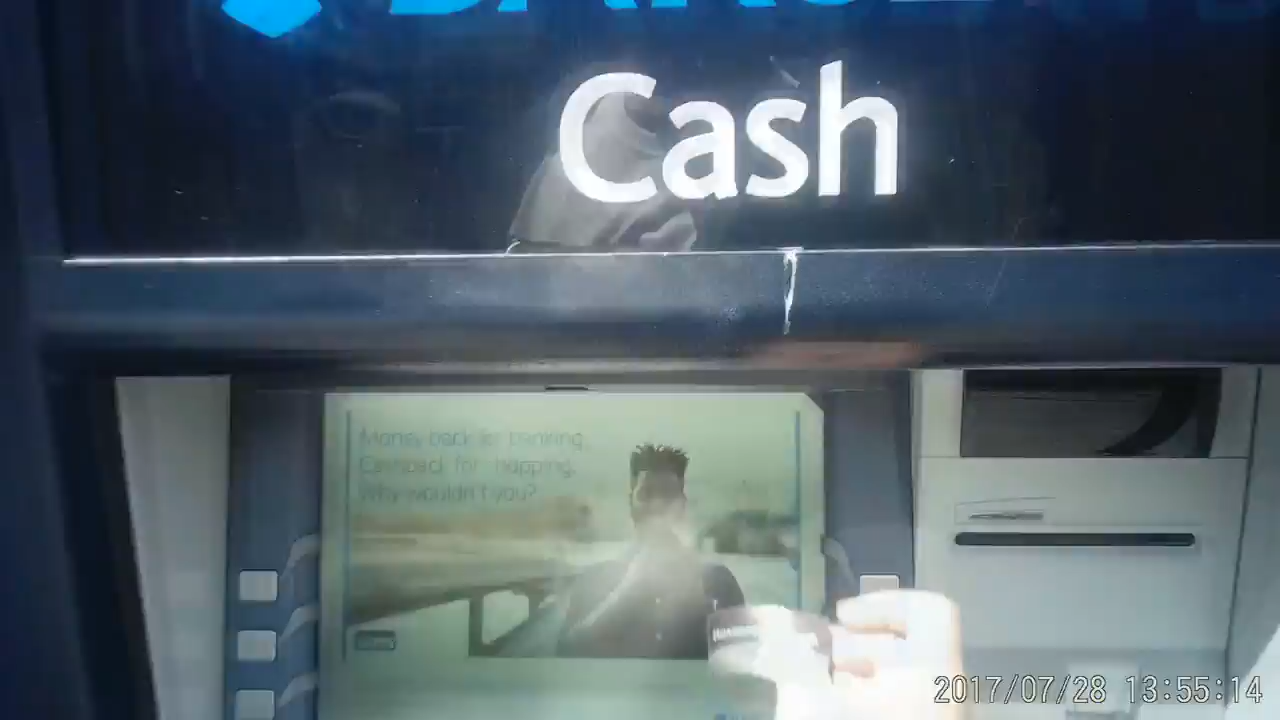 Cash
Money back for banking.
Cashback for shopping.
Why wouldn't you?
2017/07/28 13:55:14